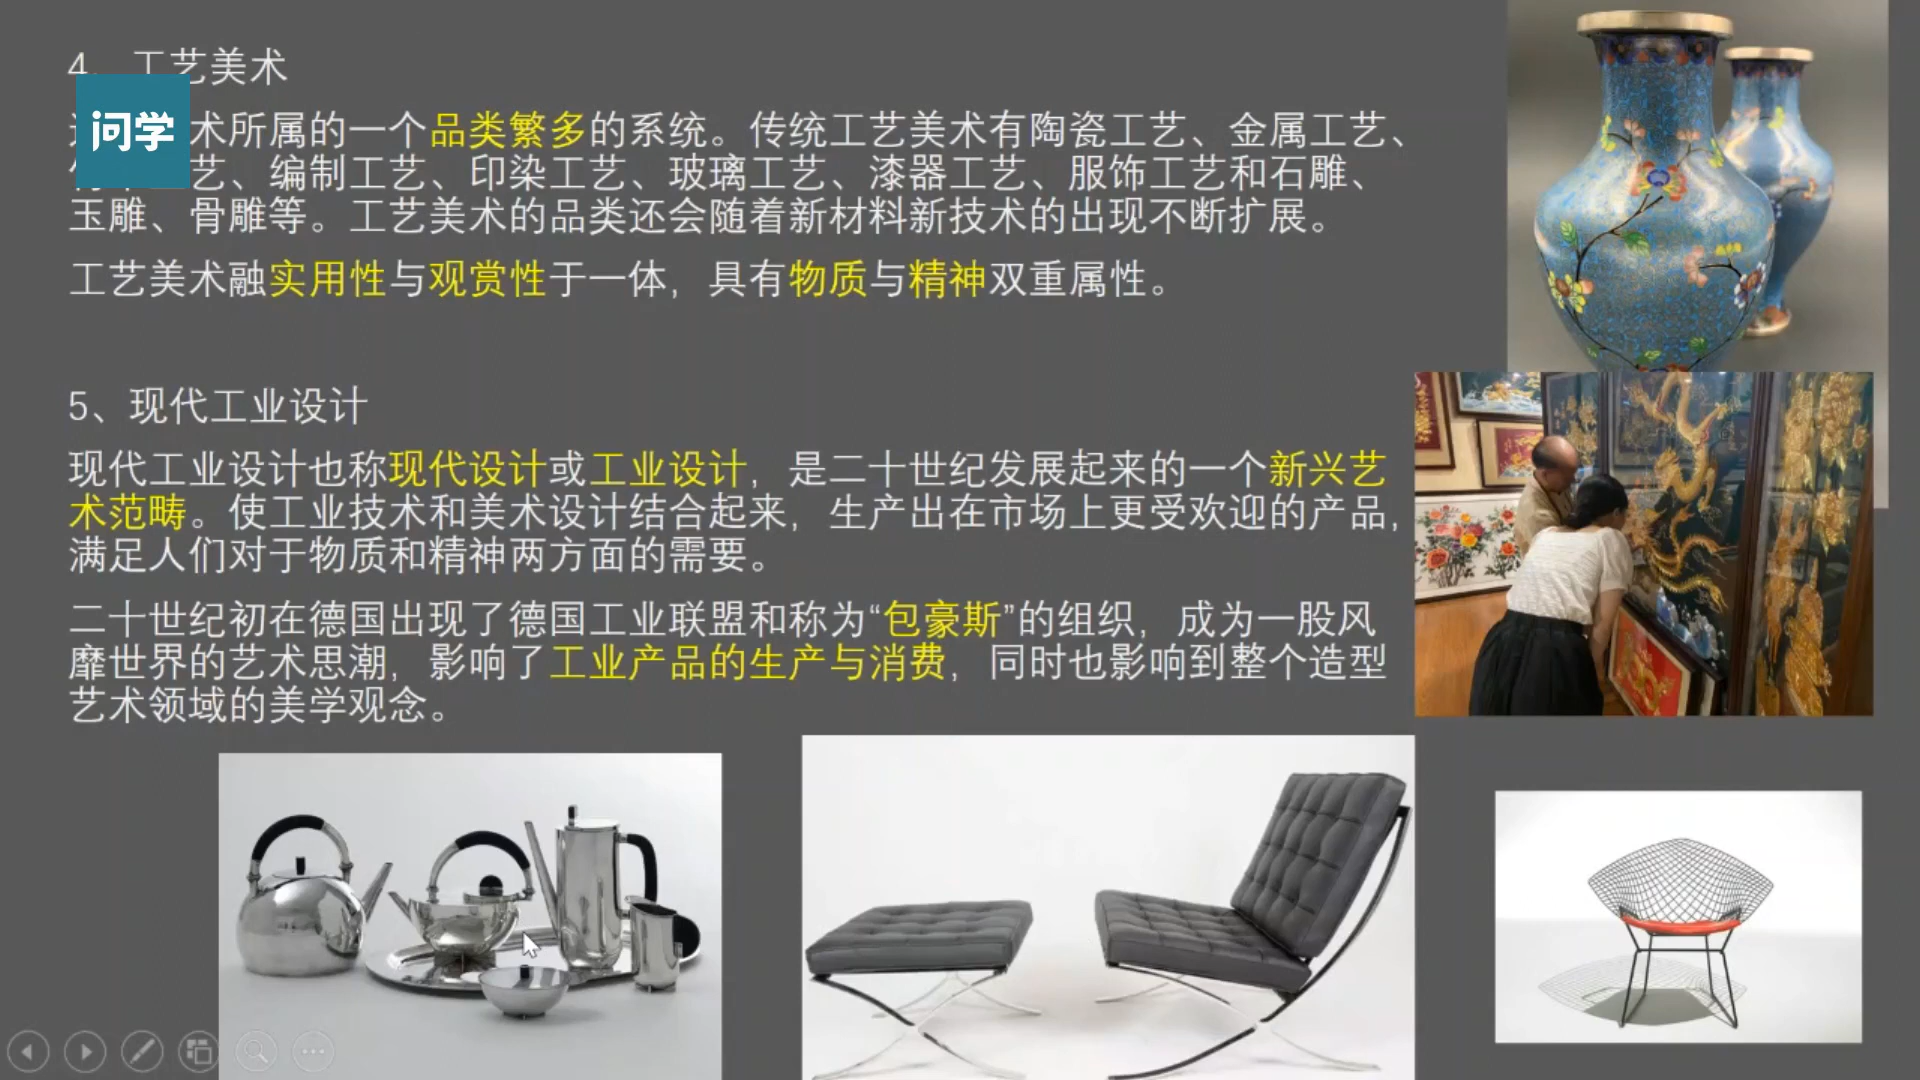 4、工艺美术
问学
术所属的一个品类繁多的系统。传统工艺美术有陶瓷工艺、金属工艺、
艺、编制工艺、印染工艺、玻璃工艺、漆器工艺、服饰工艺和石雕、
玉雕、骨雕等。工艺美术的品类还会随着新材料新技术的出现不断扩展。
工艺美术融实用性与观赏性于一体，具有物质与精神双重属性。
5、现代工业设计
现代工业设计也称现代设计或工业设计，是二十世纪发展起来的一个新兴艺
术范畴。使工业技术和美术设计结合起来，生产出在市场上更受欢迎的产品，
满足人们对于物质和精神两方面的需要。
二十世纪初在德国出现了德国工业联盟和称为“包豪斯”的组织，成为一股风
靡世界的艺术思潮，影响了工业产品的生产与消费，同时也影响到整个造型
艺术领域的美学观念。